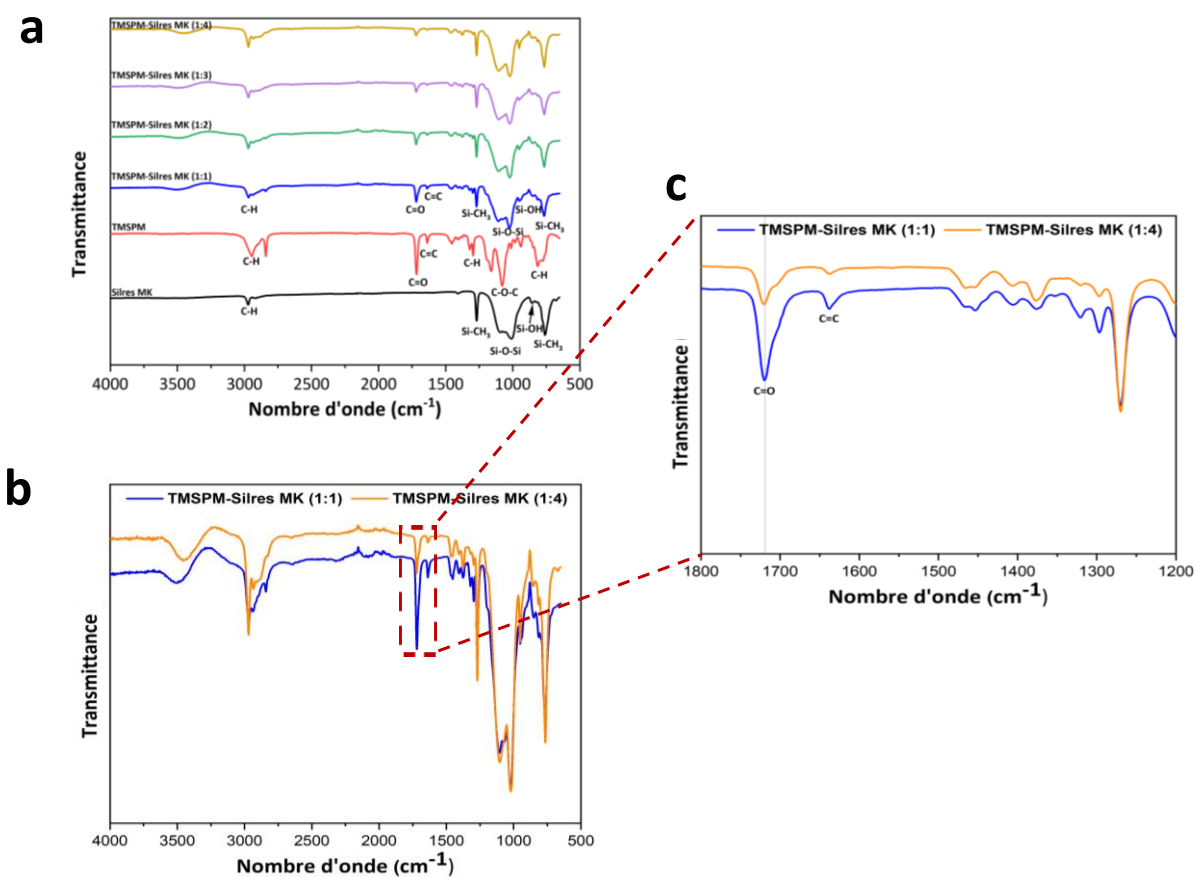 a
TMSPM-Silres MK (1:4)
TMSPM-Silres MK (1:3)
TMSPM-Silres MK (1:2)
TMSPM-Silres MK (1:1)
C-H
C=O
C=C
Si-CH3
Si-O-Si
Si-OH
Si-CH3
TMSPM
C-H
C=O
C=C
C-H
C-O-C
C-H
Silres MK
C-H
Si-CH3
Si-O-Si
Si-OH
Si-CH3
Transmittance
4000 3500 3000 2500 2000 1500 1000 500
Nombre d'onde (cm-1)
b
TMSPM-Silres MK (1:1) TMSPM-Silres MK (1:4)
Transmittance
4000 3500 3000 2500 2000 1500 1000 500
Nombre d'onde (cm-1)
c
TMSPM-Silres MK (1:1) TMSPM-Silres MK (1:4)
C=C
C=O
Transmittance
1800 1700 1600 1500 1400 1300 1200
Nombre d'onde (cm-1)